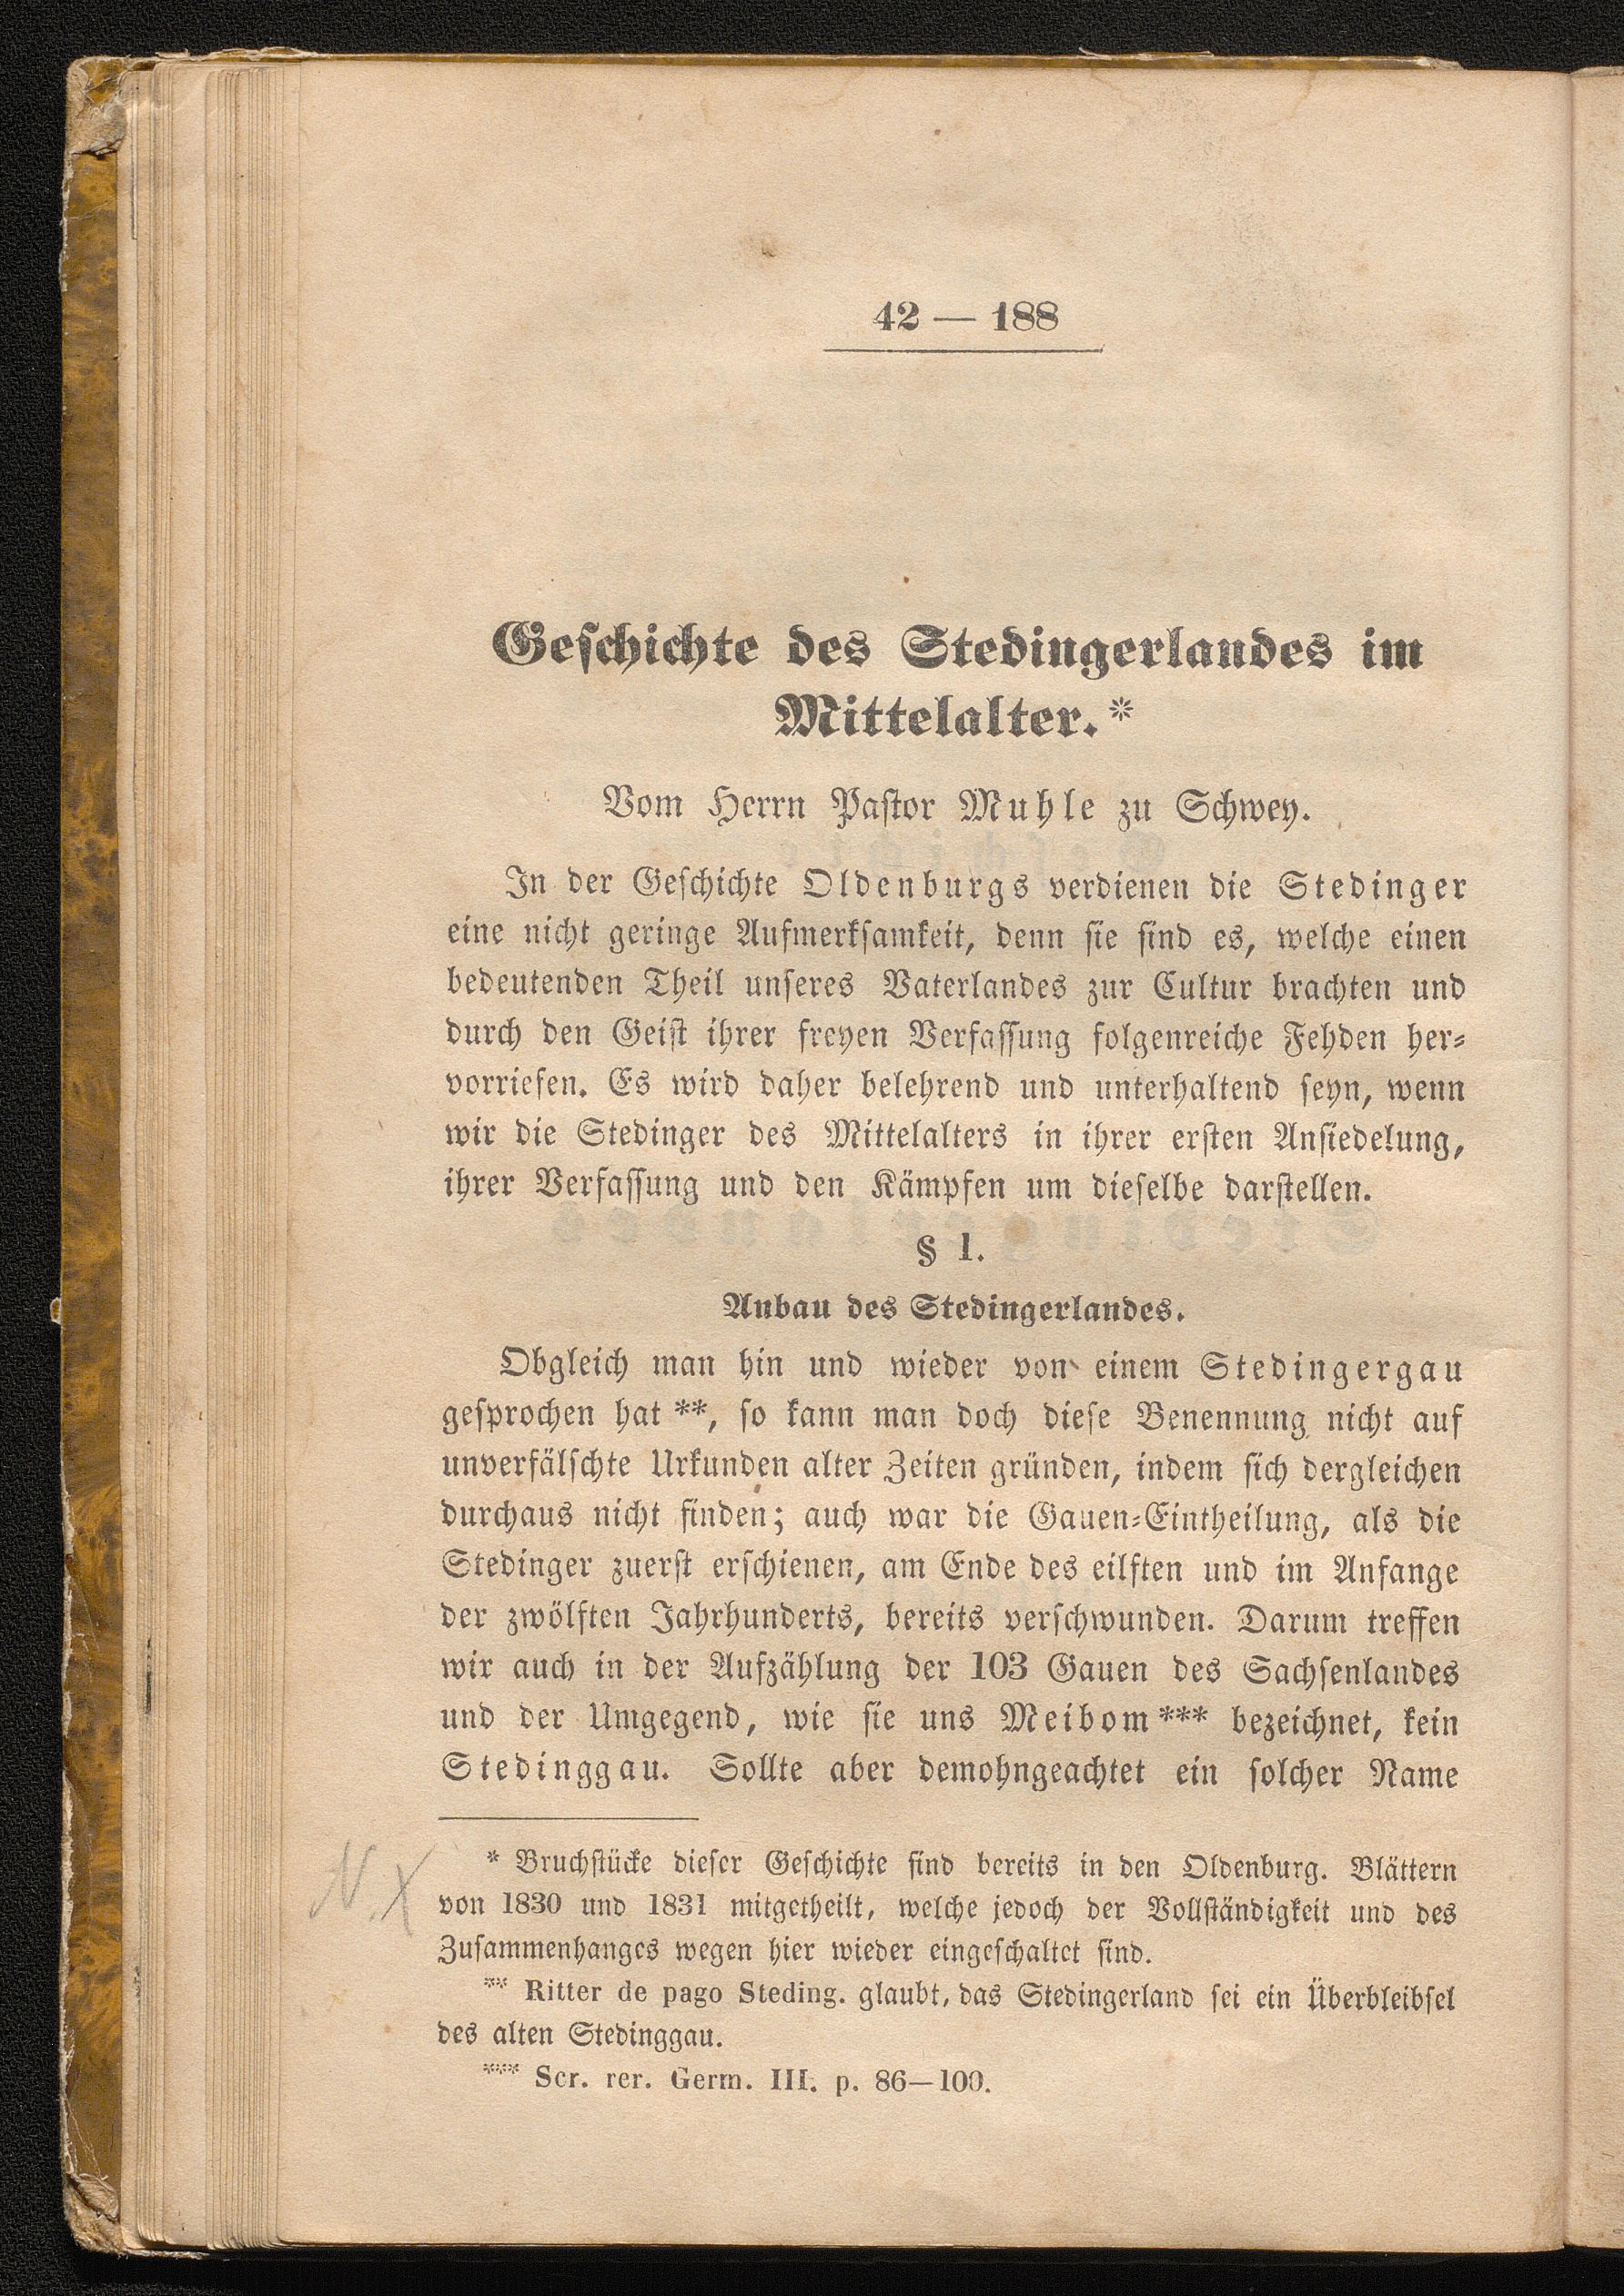 42 — 188
Geschichte des Stedingerlandes im
Mittelalter.*
Vom Herrn Pastor Muhle zu Schwey.
In der Geschichte Oldenburgs verdienen die Stedinger
eine nicht geringe Aufmerksamkeit, denn sie sind es, welche einen
bedeutenden Theil unseres Vaterlandes zur Cultur brachten und
durch den Geist ihrer freyen Verfassung folgenreiche Fehden her-
vorriefen. Es wird daher belehrend und unterhaltend seyn, wenn
wir die Stedinger des Mittelalters in ihrer ersten Ansiedelung,
ihrer Verfassung und den Kämpfen um dieselbe darstellen.
§ 1.
Anbau des Stedingerlandes.
Obgleich man hin und wieder von einem Stedingergau
gesprochen hat **, so kann man doch diese Benennung nicht auf
unverfälschte Urkunden alter Zeiten gründen, indem sich dergleichen
durchaus nicht finden; auch war die Gauen-Eintheilung, als die
Stedinger zuerst erschienen, am Ende des eilften und im Anfange
der zwölften Jahrhunderts, bereits verschwunden. Darum treffen
wir auch in der Aufzählung der 103 Gauen des Sachsenlandes
und der Umgegend, wie sie uns Meibom *** bezeichnet, kein
Stedinggau. Sollte aber demohngeachtet ein solcher Name
* Bruchstücke dieser Geschichte sind bereits in den Oldenburg. Blättern
von 1830 und 1831 mitgetheilt, welche jedoch der Vollständigkeit und des
Zusammenhanges wegen hier wieder eingeschaltet sind.
** Ritter de pago Steding. glaubt, das Stedingerland sei ein Überbleibsel
des alten Stedinggau.
*** Scr. rer. Germ. III. p. 86—100.